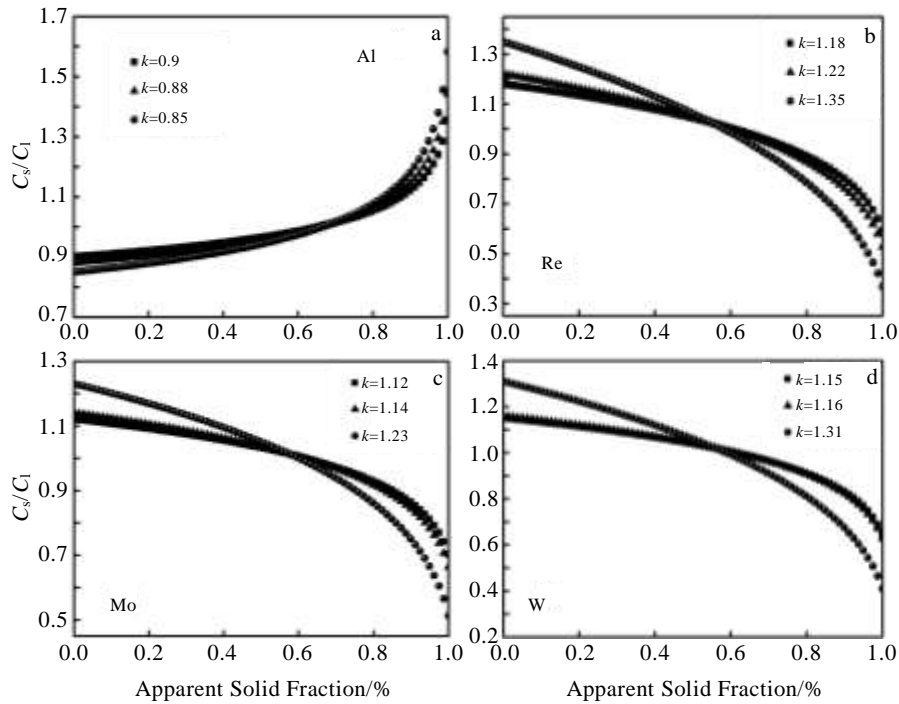 a
Al
k=0.9
k=0.88
k=0.85
1.7
1.5
1.3
1.1
0.9
0.7
Cs/Cl
0.0 0.2 0.4 0.6 0.8 1.0
b
Re
k=1.18
k=1.22
k=1.35
1.3
1.1
0.9
0.7
0.5
0.3
0.0 0.2 0.4 0.6 0.8 1.0
c
Mo
k=1.12
k=1.14
k=1.23
1.3
1.1
0.9
0.7
0.5
Cs/Cl
0.0 0.2 0.4 0.6 0.8 1.0
Apparent Solid Fraction/%
d
W
k=1.15
k=1.16
k=1.31
1.4
1.2
1.0
0.8
0.6
0.4
0.2
0.0 0.2 0.4 0.6 0.8 1.0
Apparent Solid Fraction/%